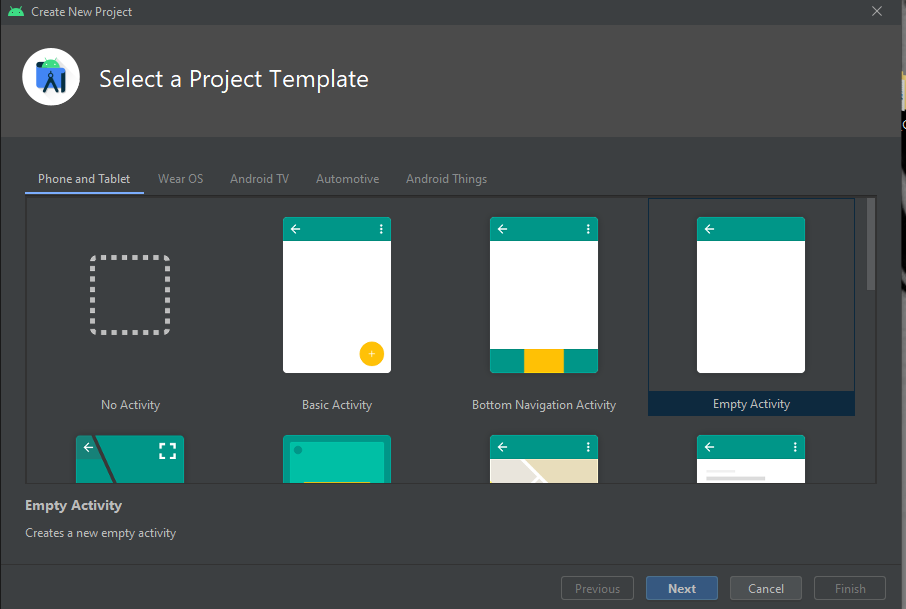 Create New Project
Select a Project Template
Phone and Tablet
Wear OS
Android TV
Automotive
Android Things
No Activity
Basic Activity
Bottom Navigation Activity
Empty Activity
Empty Activity
Creates a new empty activity
Previous
Next
Cancel
Finish